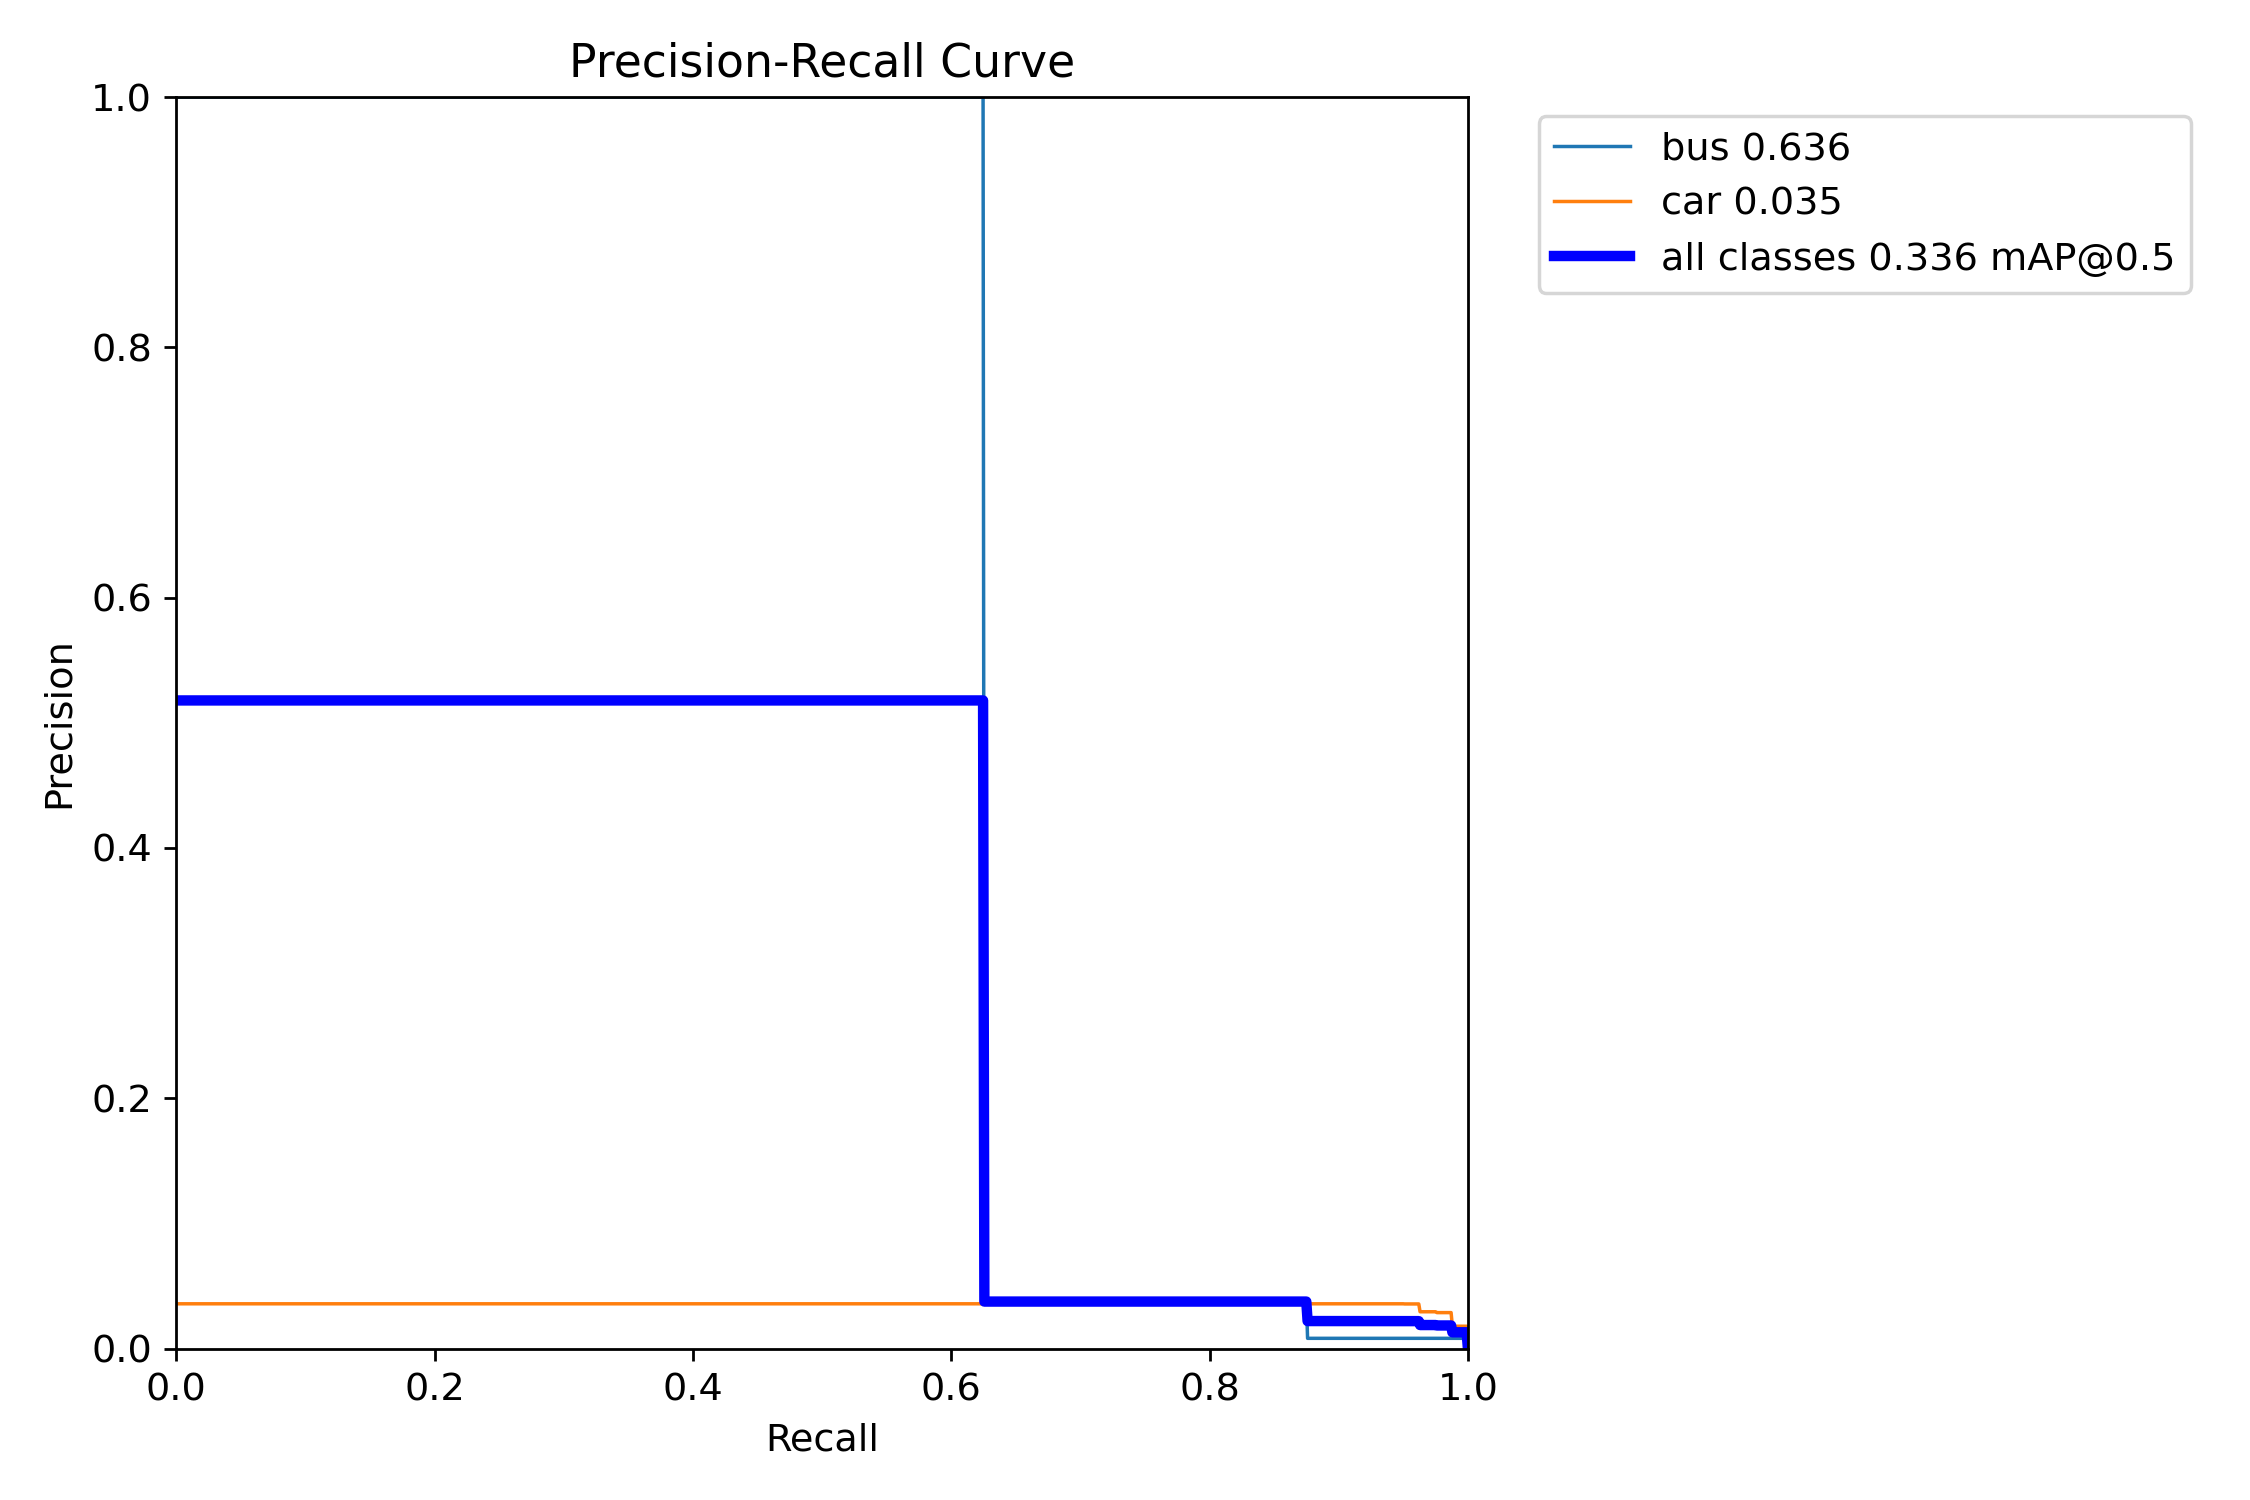 Precision-Recall Curve
1.0
0.8
0.6
0.4
0.2
0.0
Precision
0.0 0.2 0.4 0.6 0.8 1.0
Recall
bus 0.636
car 0.035
all classes 0.336 mAP@0.5